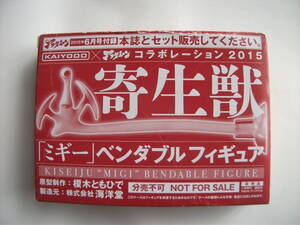 アフタヌーン 2015年6月号付録 本誌とセット販売してください。
KAIYODO × アフタヌーン コラボレーション 2015
寄生獣
「ミギー」ベンダブルフィギュア
KISEIJU "MIGI" BENDABLE FIGURE
原型制作：榎木ともひで
製造元：株式会社 海洋堂
分売不可 NOT FOR SALE